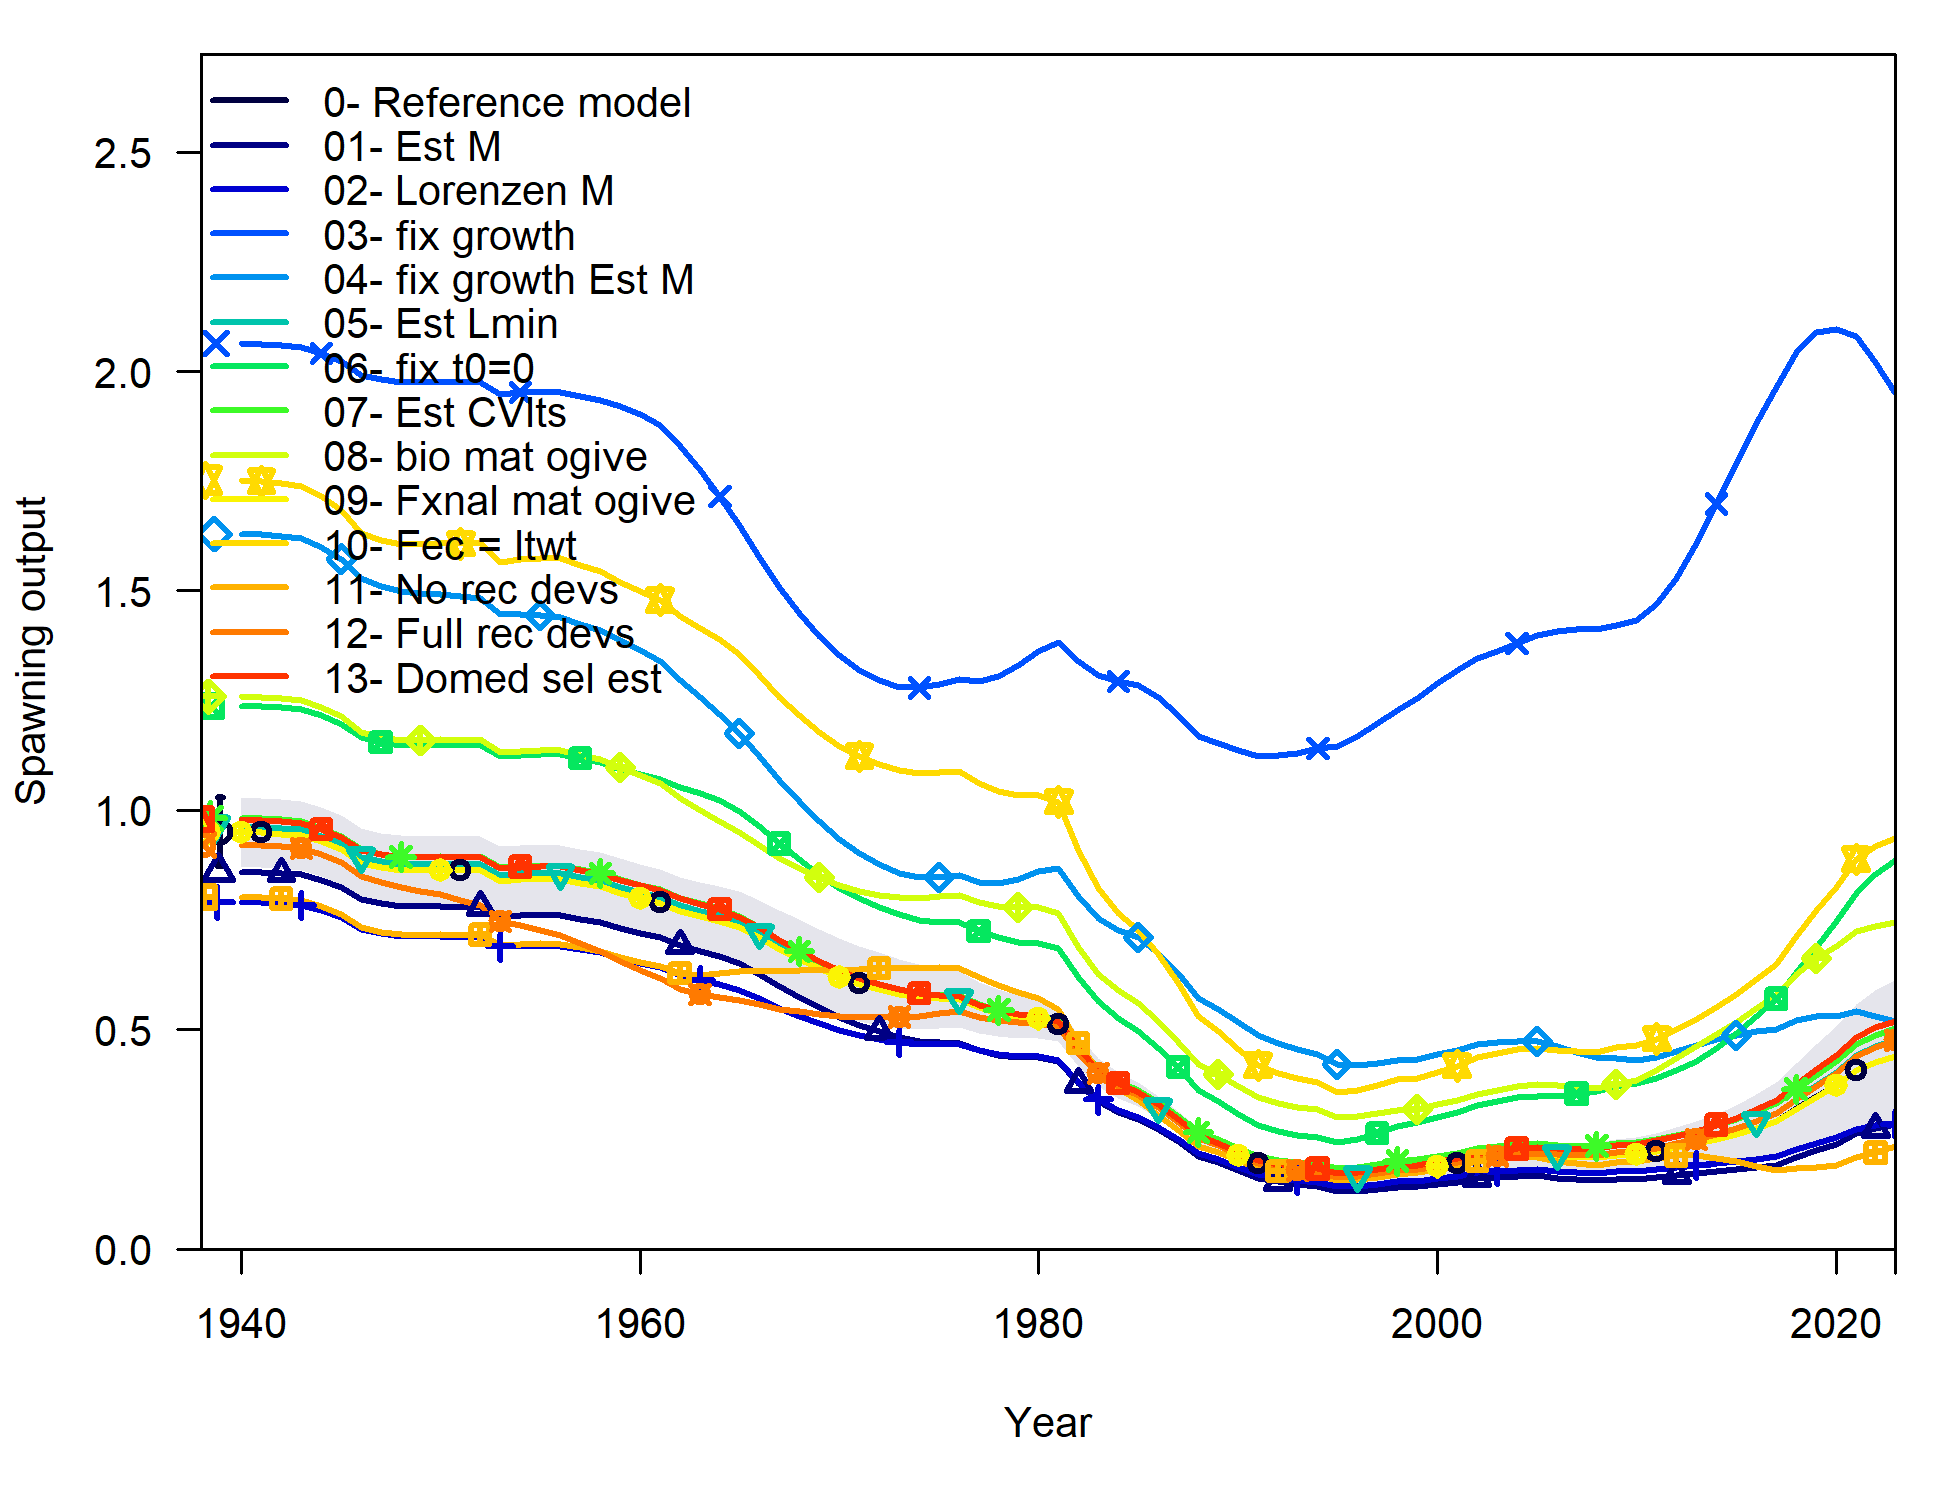 0- Reference model
01- Est M
02- Lorenzen M
03- fix growth
04- fix growth Est M
05- Est Lmin
06- fix t0=0
07- Est CVlts
08- bio mat ogive
09- Fxnal mat ogive
10- Fec = ltwt
11- No rec devs
12- Full rec devs
13- Domed sel est
2.5
2.0
1.5
1.0
0.5
0.0
Spawning output
1940 1960 1980 2000 2020
Year